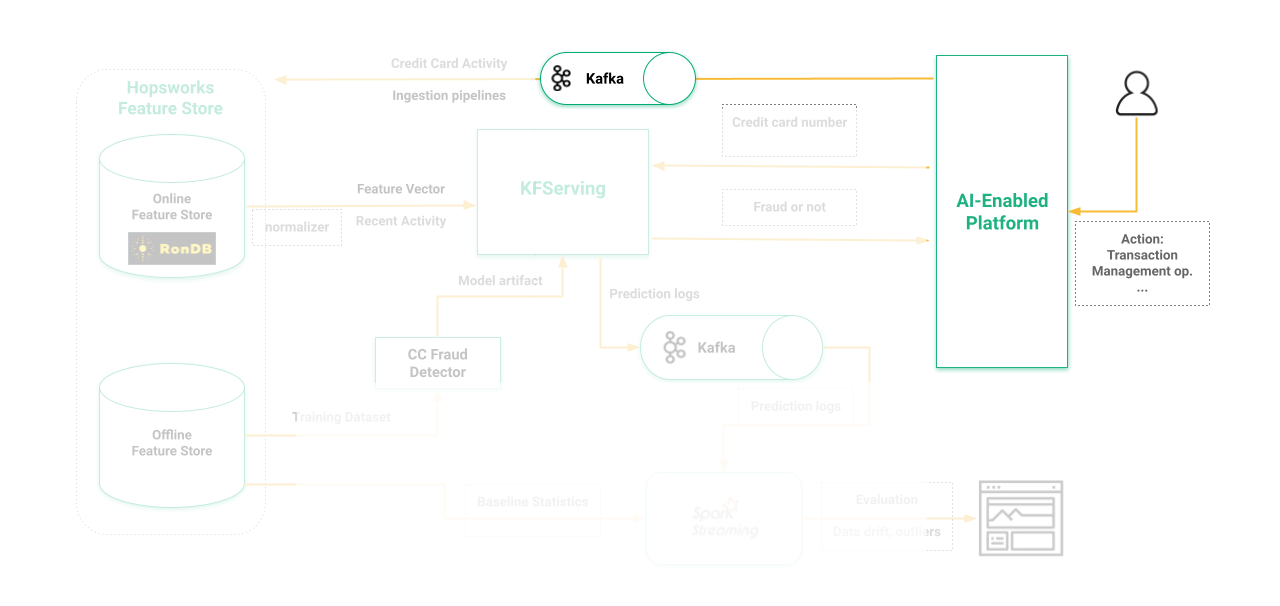 Credit Card Activity
Ingestion pipelines
Kafka
Hopsworks
Feature Store
Online
Feature Store
RonDB
Feature Vector
normalizer
Recent Activity
KFServing
Credit card number
Fraud or not
AI-Enabled
Platform
Action:
Transaction
Management op.
...
Model artifact
Prediction logs
CC Fraud
Detector
Kafka
Prediction logs
Training Dataset
Offline
Feature Store
Baseline Statistics
Spark
Streaming
Evaluation
Data drift, outliers